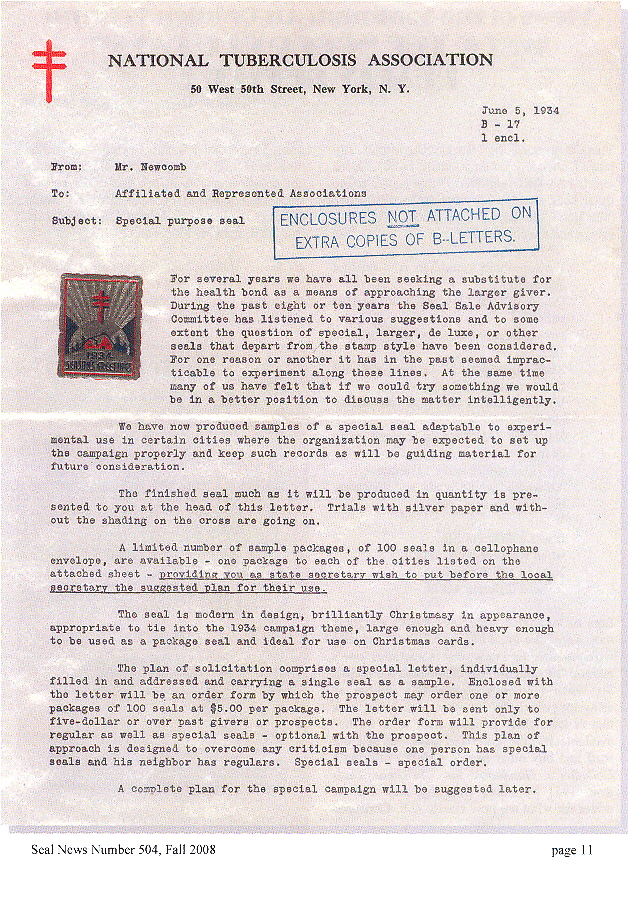 NATIONAL TUBERCULOSIS ASSOCIATION
50 West 50th Street, New York, N. Y.
June 5, 1934
B - 17
1 encl.
From: Mr. Newcomb
To: Affiliated and Represented Associations
Subject: Special purpose seal
ENCLOSURES NOT ATTACHED ON
EXTRA COPIES OF B--LETTERS.
1934
SEASONS GREETINGS
For several years we have all been seeking a substitute for
the health bond as a means of approaching the larger giver.
During the past eight or ten years the Seal Sale Advisory
Committee has listened to various suggestions and to some
extent the question of special, larger, de luxe, or other
seals that depart from the stamp style have been considered.
For one reason or another it has in the past seemed imprac-
ticable to experiment along these lines. At the same time
many of us have felt that if we could try something we would
be in a better position to discuss the matter intelligently.
We have now produced samples of a special seal adaptable to experi-
mental use in certain cities where the organization may be expected to set up
the campaign properly and keep such records as will be guiding material for
future consideration.
The finished seal much as it will be produced in quantity is pre-
sented to you at the head of this letter. Trials with silver paper and with-
out the shading on the cross are going on.
A limited number of sample packages, of 100 seals in a cellophane
envelope, are available - one package to each of the cities listed on the
attached sheet - providing you as state secretary wish to put before the local
secretary the suggested plan for their use.
The seal is modern in design, brilliantly Christmasy in appearance,
appropriate to tie into the 1934 campaign theme, large enough and heavy enough
to be used as a package seal and ideal for use on Christmas cards.
The plan of solicitation comprises a special letter, individually
filled in and addressed and carrying a single seal as a sample. Enclosed with
the letter will be an order form by which the prospect may order one or more
packages of 100 seals at $5.00 per package. The letter will be sent only to
five-dollar or over past givers or prospects. The order form will provide for
regular as well as special seals - optional with the prospect. This plan of
approach is designed to overcome any criticism because one person has special
seals and his neighbor has regulars. Special seals - special order.
A complete plan for the special campaign will be suggested later.
Seal News Number 504, Fall 2008 page 11